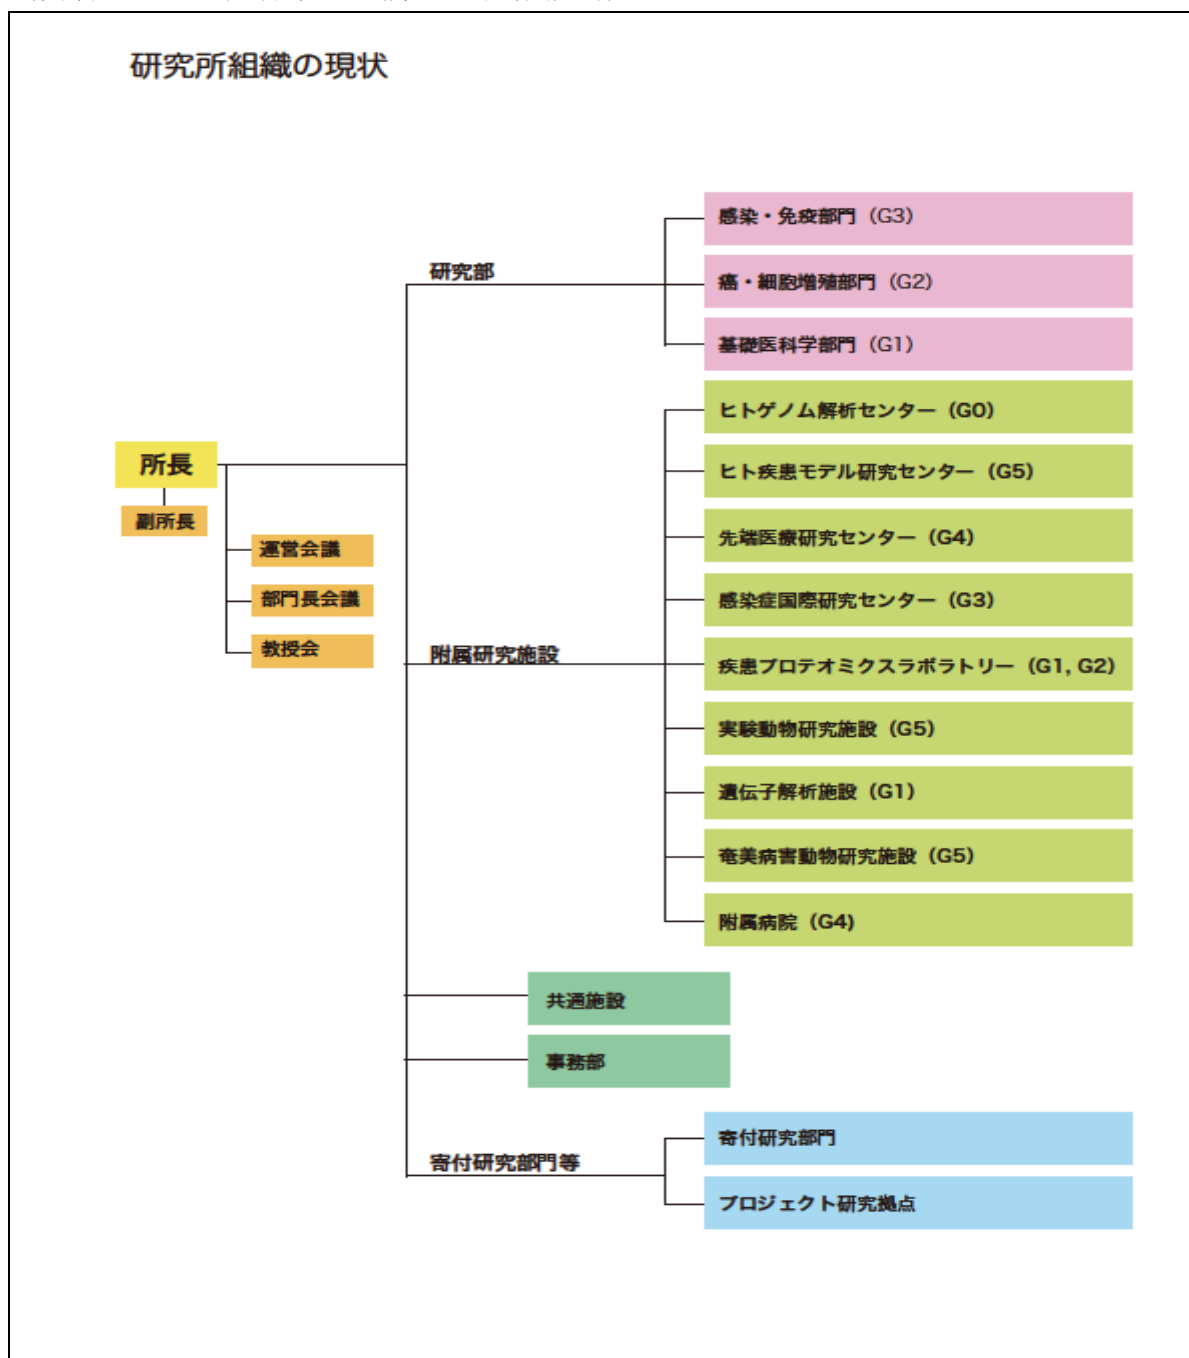 研究所組織の現状
所長
副所長
運営会議
部門長会議
教授会
研究部
感染・免疫部門（G3）
癌・細胞増殖部門（G2）
基礎医科学部門（G1）
附属研究施設
ヒトゲノム解析センター（G0）
ヒト疾患モデル研究センター（G5）
先端医療研究センター（G4）
感染症国際研究センター（G3）
疾患プロテオミクスラボラトリー（G1, G2）
実験動物研究施設（G5）
遺伝子解析施設（G1）
奄美病害動物研究施設（G5）
附属病院（G4）
共通施設
事務部
寄付研究部門等
寄付研究部門
プロジェクト研究拠点